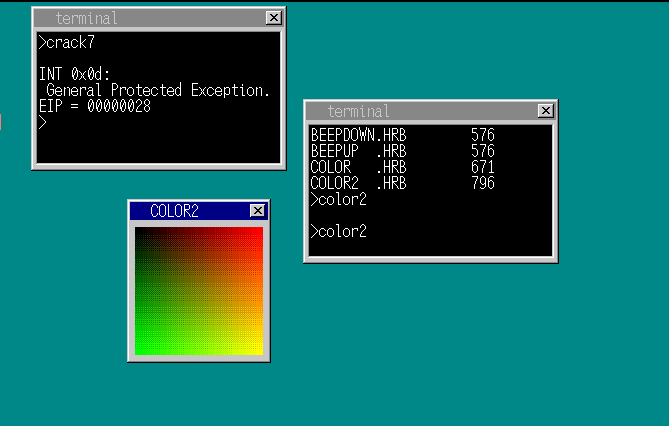 terminal
>crack7
INT 0x0d:
 General Protected Exception.
EIP = 00000028
>
terminal
BEEPDOWN.HRB 576
BEEPUP  .HRB 576
COLOR   .HRB 671
COLOR2  .HRB 796
>color2
>color2
COLOR2